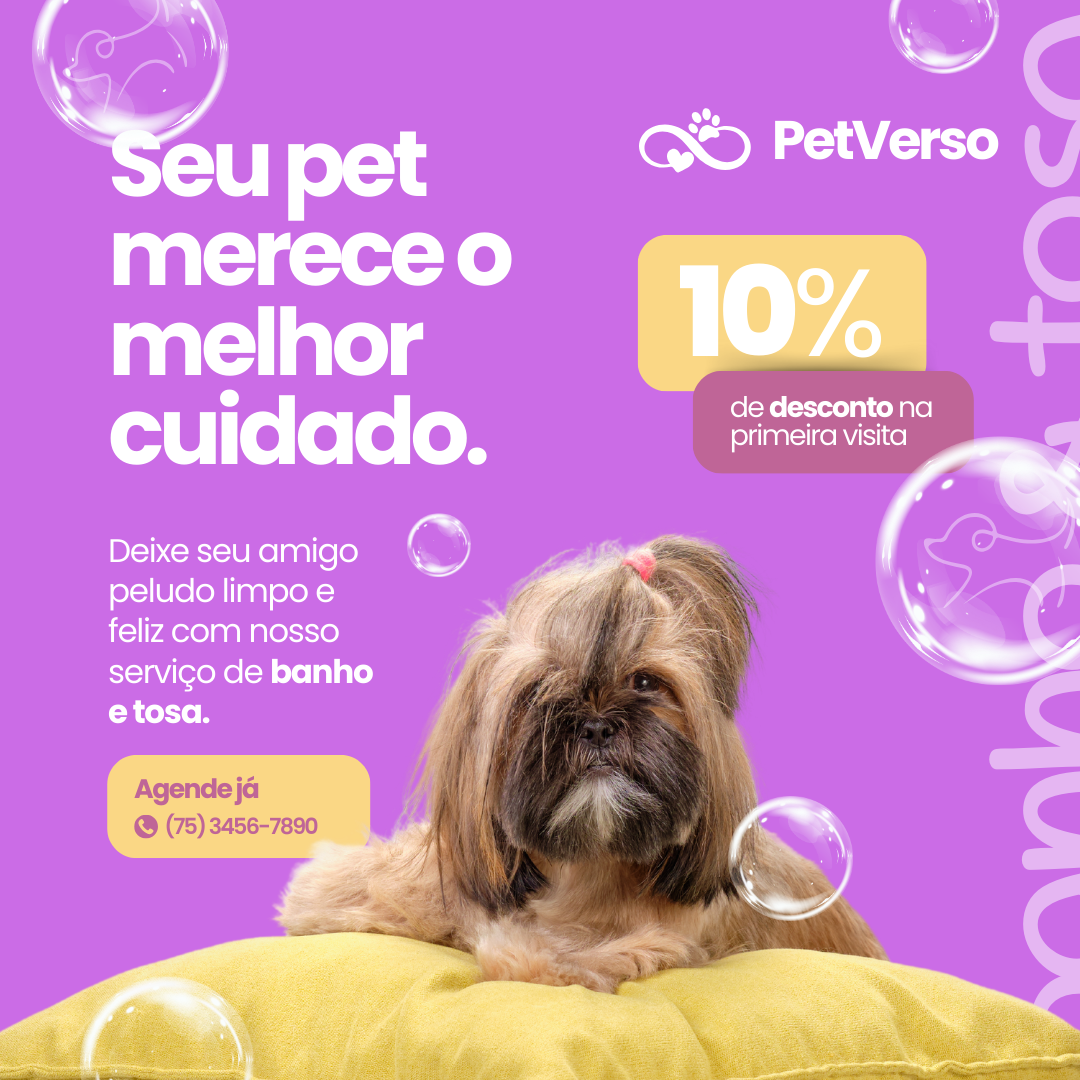 Seu pet
merece o
melhor
cuidado.
PetVerso
10%
de desconto na
primeira visita
Deixe seu amigo
peludo limpo e
feliz com nosso
serviço de banho
e tosa.
Agende já
(75) 3456-7890
banho & tosa